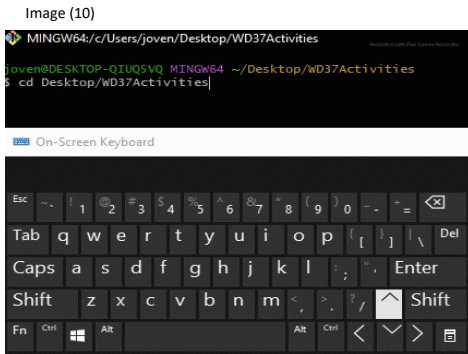 Image (10)
MINGW64:/c/Users/joven/Desktop/WD37Activities
joven@DESKTOP-QIUQ5VQ MINGW64 ~/Desktop/WD37Activities
$ cd Desktop/WD37Activities
On-Screen Keyboard
Esc ~` !1 @2 #3 $4 %5 ^6 &7 *8 (9 )0 _- +=
Tab q w e r t y u i o p {[ }] |\ Del
Caps a s d f g h j k l :; "' Enter
Shift z x c v b n m <, >. ?/ Shift
Fn Ctrl Alt Alt Ctrl